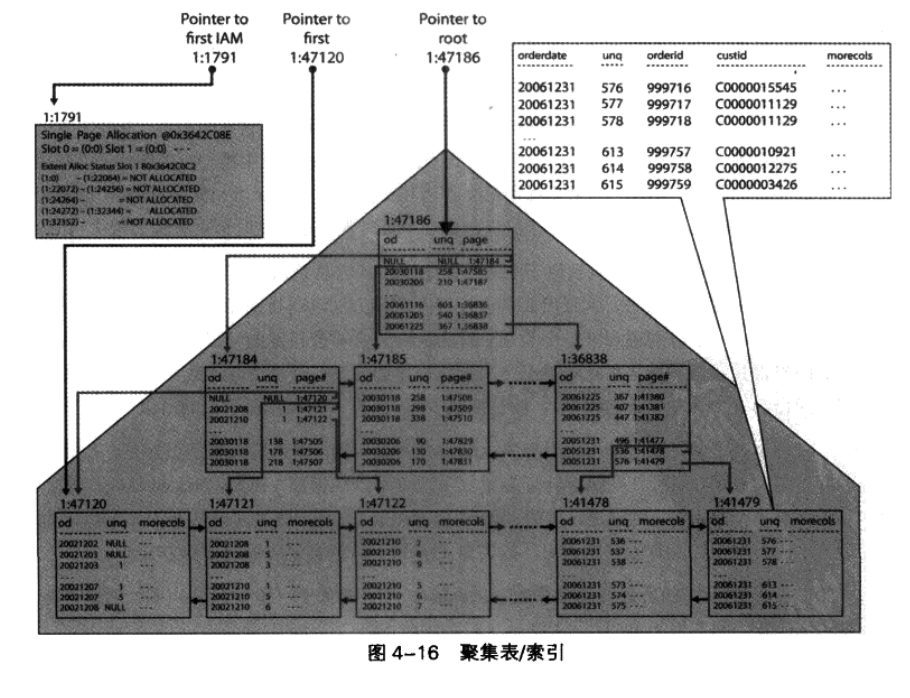 Pointer to first IAM 1:1791
Pointer to first 1:47120
Pointer to root 1:47186
orderdate unq orderid custid morecols
20061231 576 999716 C0000015545 ...
20061231 577 999717 C0000011129 ...
20061231 578 999718 C0000011129 ...
...
20061231 613 999757 C0000010921 ...
20061231 614 999758 C0000012275 ...
20061231 615 999759 C0000003426 ...
1:1791
Single Page Allocation @0x3642C08E
Slot 0 = (0:0) Slot 1 = (0:0) ---
Extent Alloc Status Slot 1 @0x3642C0C2
(1:0) ~ (1:22064) = NOT ALLOCATED
(1:22072) ~ (1:24256) = NOT ALLOCATED
(1:24264) ~ = NOT ALLOCATED
(1:24272) ~ (1:32344) = ALLOCATED
(1:32352) ~ = NOT ALLOCATED
...
1:47186
od unq page
NULL NULL 1:47184
20030118 258 1:47585
20030206 210 1:47187
...
20061116 603 1:36836
20061205 540 1:36837
20061225 367 1:36838
1:47184
od unq page#
NULL NULL 1:47120
20021208 1 1:47121
20021210 1 1:47122
...
20030118 138 1:47505
20030118 178 1:47506
20030118 218 1:47507
1:47185
od unq page#
20030118 258 1:47508
20030118 298 1:47509
20030118 338 1:47510
...
20030206 90 1:47829
20030206 130 1:47830
20030206 170 1:47831
1:36838
od unq page#
20061225 367 1:41380
20061225 407 1:41381
20061225 447 1:41382
...
20051231 496 1:41477
20051231 536 1:41478
20051231 576 1:41479
1:47120
od unq morecols
20021202 NULL ---
20021203 NULL ---
20021203 1 ---
...
20021207 1 ---
20021207 5 ---
20021208 NULL ---
1:47121
od unq morecols
20021208 1 ---
20021208 5 ---
20021208 3 ---
...
20021210 1 ---
20021210 5 ---
20021210 6 ---
1:47122
od unq morecols
20021210 2 ---
20021210 8 ---
20021210 9 ---
...
20021210 5 ---
20021210 6 ---
20021210 7 ---
1:41478
od unq morecols
20061231 536 ---
20061231 537 ---
20061231 538 ---
...
20061231 573 ---
20061231 574 ---
20061231 575 ---
1:41479
od unq morecols
20061231 576 ---
20061231 577 ---
20061231 578 ---
...
20061231 613 ---
20061231 614 ---
20061231 615 ---
图 4-16 聚集表/索引